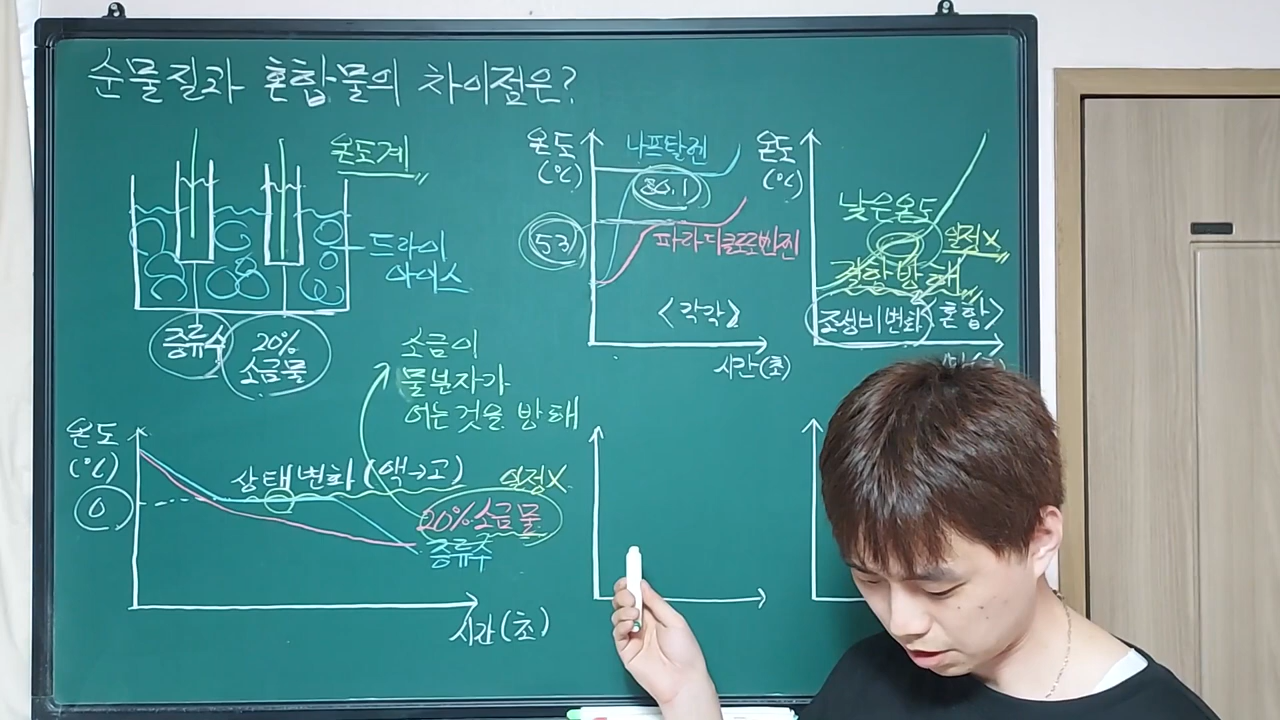 순물질과 혼합물의 차이점은?
온도계
드라이
아이스
증류수
20%
소금물
소금이
물분자가
어는것을 방해
온도
(℃)
0
상태변화 (액→고)
일정X
20%소금물
증류수
시간(초)
온도
(℃)
나프탈렌
80.1
53
파라디클로로벤젠
<각각>
시간(초)
온도
(℃)
낮은온도
일정X
결합방해
조성비변화
혼합>